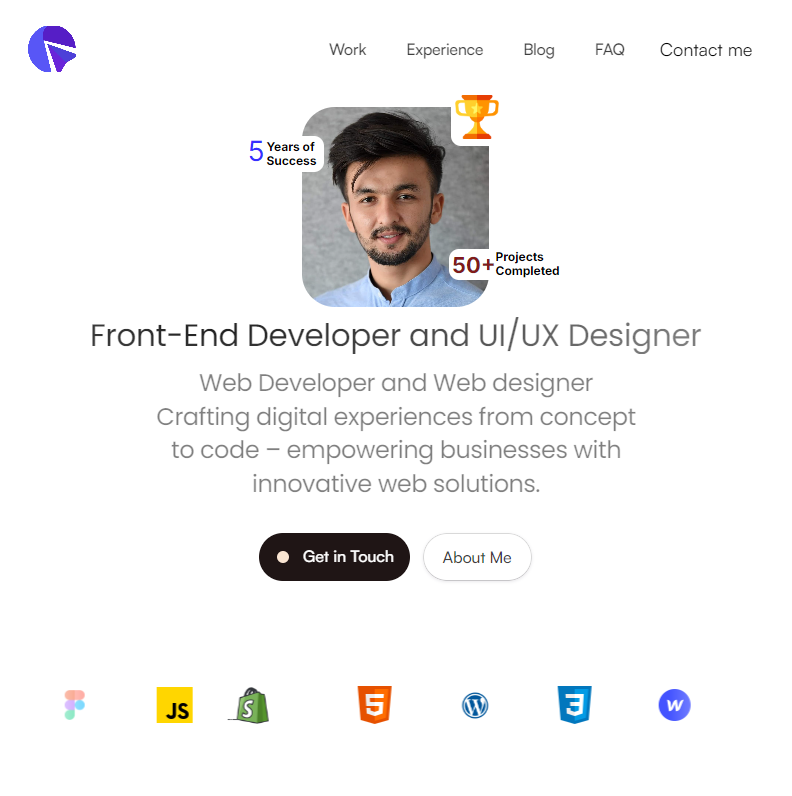 Work Experience Blog FAQ Contact me
5 Years of
Success
50+ Projects
Completed
Front-End Developer and UI/UX Designer
Web Developer and Web designer
Crafting digital experiences from concept
to code – empowering businesses with
innovative web solutions.
Get in Touch About Me
JS S 5 W 3 W